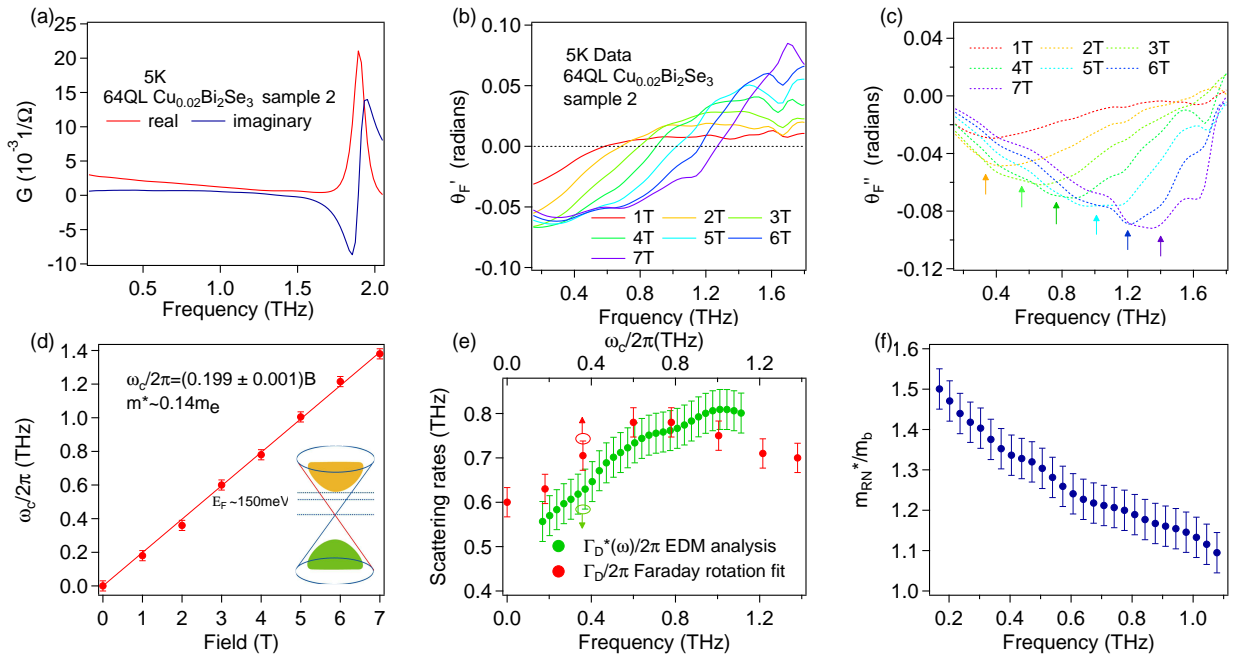 (a)
25
20
15
10
5
0
-5
-10
G (10⁻³1/Ω)
5K
64QL Cu₀.₀₂Bi₂Se₃ sample 2
real imaginary
0.5 1.0 1.5 2.0
Frequency (THz)
(b)
0.10
0.05
0.00
-0.05
-0.10
θF' (radians)
5K Data
64QL Cu₀.₀₂Bi₂Se₃
sample 2
1T 2T 3T
4T 5T 6T
7T
0.4 0.8 1.2 1.6
Frquency (THz)
(c)
0.04
0.00
-0.04
-0.08
-0.12
θF'' (radians)
1T 2T 3T
4T 5T 6T
7T
0.4 0.8 1.2 1.6
Frequency (THz)
(d)
1.4
1.2
1.0
0.8
0.6
0.4
0.2
0.0
ωc/2π (THz)
ωc/2π=(0.199 ± 0.001)B
m*~0.14me
EF ~150meV
0 1 2 3 4 5 6 7
Field (T)
(e)
ωc/2π(THz)
0.0 0.4 0.8 1.2
0.8
0.7
0.6
0.5
0.4
Scattering rates (THz)
ΓD*(ω)/2π EDM analysis
ΓD/2π Faraday rotation fit
0.0 0.4 0.8 1.2
Frequency (THz)
(f)
1.6
1.5
1.4
1.3
1.2
1.1
1.0
mRN*/mb
0.2 0.4 0.6 0.8 1.0
Frequency (THz)